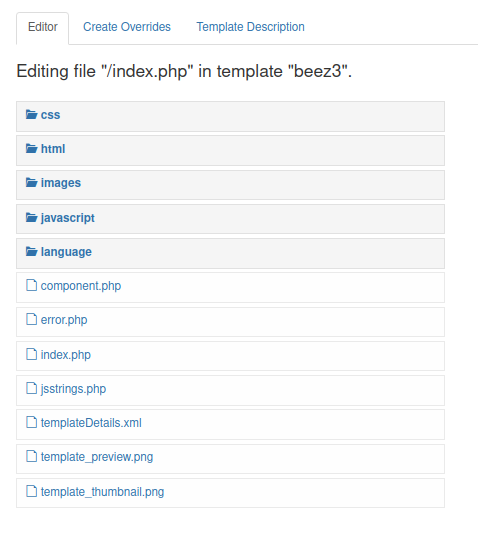 Editor Create Overrides Template Description
Editing file "/index.php" in template "beez3".
css
html
images
javascript
language
component.php
error.php
index.php
jsstrings.php
templateDetails.xml
template_preview.png
template_thumbnail.png